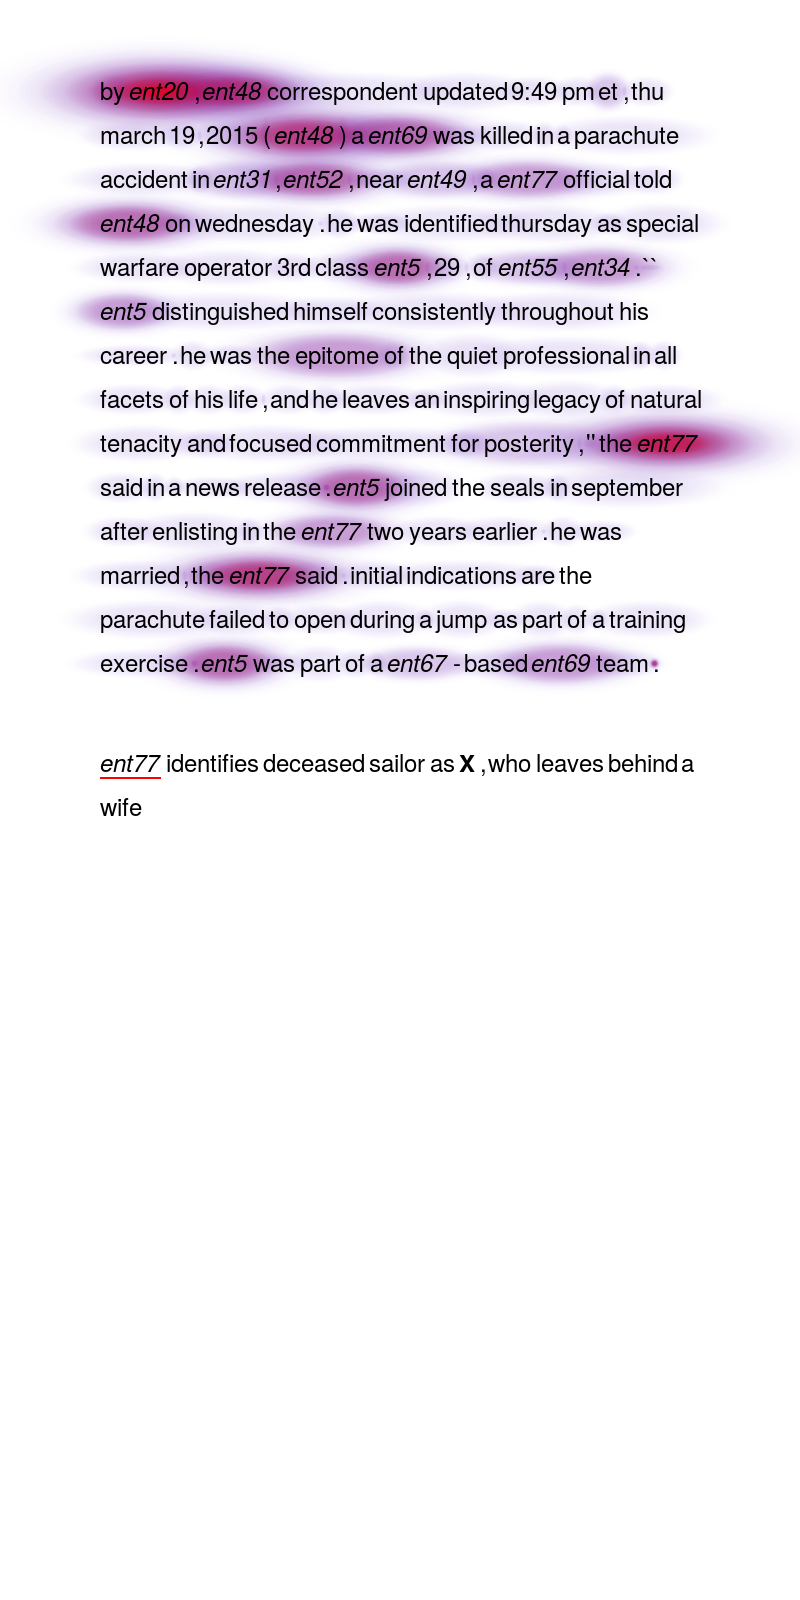 by ent20 , ent48 correspondent updated 9:49 pm et , thu
march 19 , 2015 ( ent48 ) a ent69 was killed in a parachute
accident in ent31 , ent52 , near ent49 , a ent77 official told
ent48 on wednesday . he was identified thursday as special
warfare operator 3rd class ent5 , 29 , of ent55 , ent34 . ``
ent5 distinguished himself consistently throughout his
career . he was the epitome of the quiet professional in all
facets of his life , and he leaves an inspiring legacy of natural
tenacity and focused commitment for posterity , '' the ent77
said in a news release . ent5 joined the seals in september
after enlisting in the ent77 two years earlier . he was
married , the ent77 said . initial indications are the
parachute failed to open during a jump as part of a training
exercise . ent5 was part of a ent67 - based ent69 team .
ent77 identifies deceased sailor as X , who leaves behind a
wife